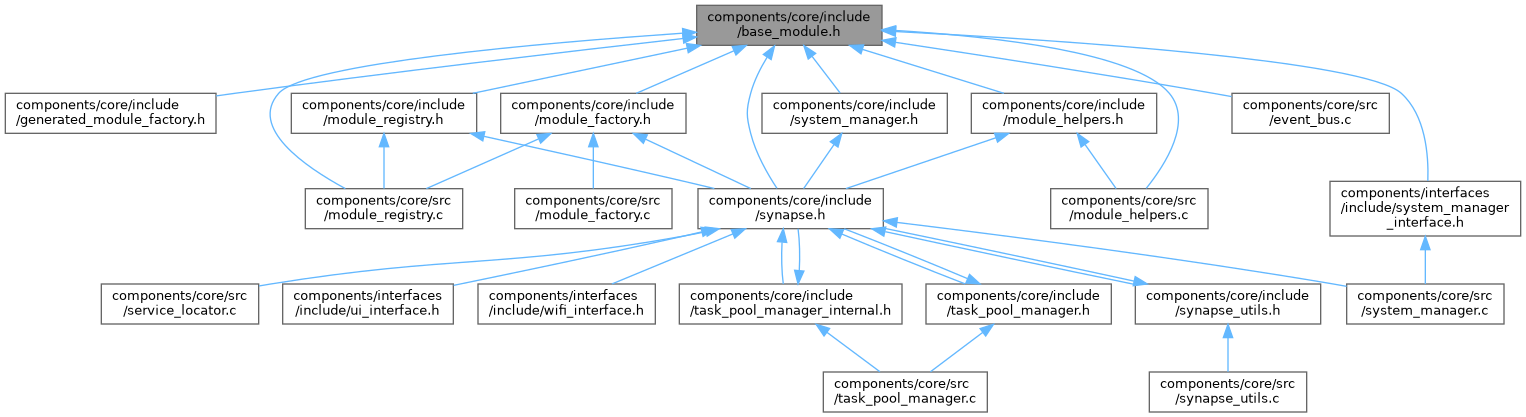 components/core/include
/base_module.h
components/core/include
/generated_module_factory.h
components/core/include
/module_registry.h
components/core/include
/module_factory.h
components/core/include
/system_manager.h
components/core/include
/module_helpers.h
components/core/src
/event_bus.c
components/core/src
/module_registry.c
components/core/src
/module_factory.c
components/core/include
/synapse.h
components/core/src
/module_helpers.c
components/interfaces
/include/system_manager
_interface.h
components/core/src
/service_locator.c
components/interfaces
/include/ui_interface.h
components/interfaces
/include/wifi_interface.h
components/core/include
/task_pool_manager_internal.h
components/core/include
/task_pool_manager.h
components/core/include
/synapse_utils.h
components/core/src
/system_manager.c
components/core/src
/task_pool_manager.c
components/core/src
/synapse_utils.c